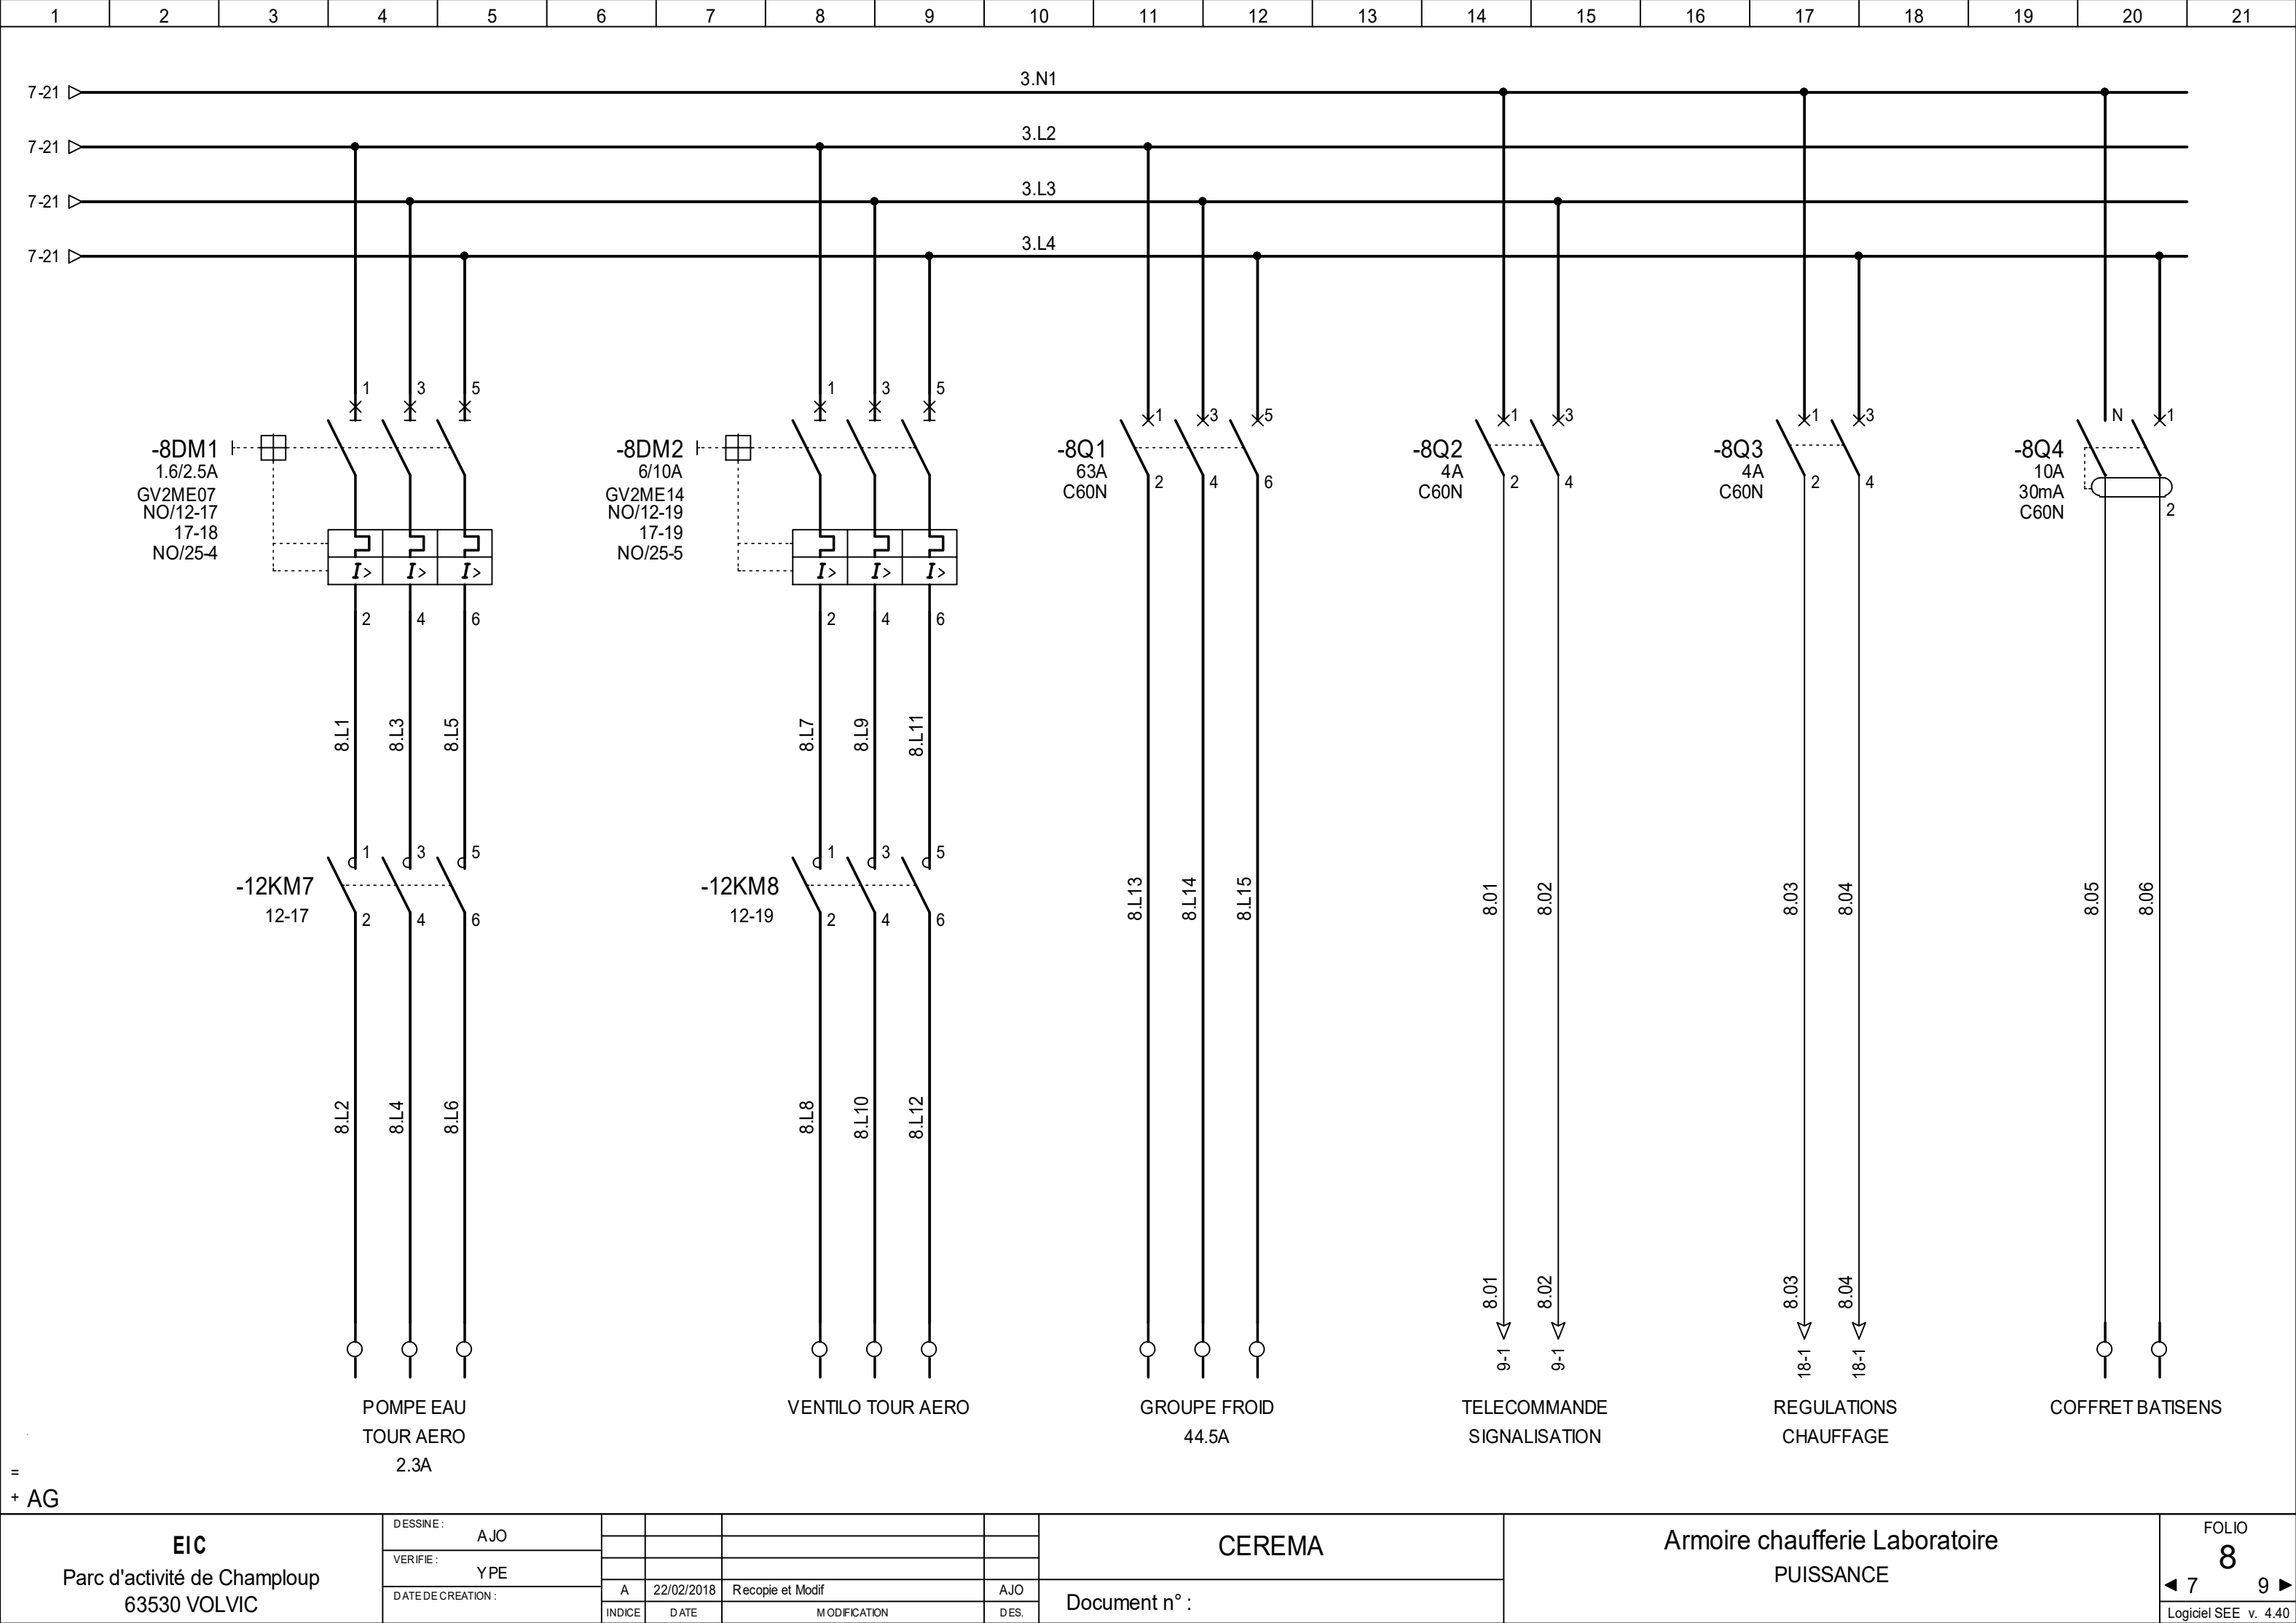 1 2 3 4 5 6 7 8 9 10 11 12 13 14 15 16 17 18 19 20 21
3.N1
7-21
3.L2
7-21
3.L3
7-21
3.L4
7-21
1 3 5
-8DM1
1.6/2.5A
GV2ME07
NO/12-17
17-18
NO/25-4
I> I> I>
2 4 6
8.L1 8.L3 8.L5
1 3 5
-12KM7
12-17
2 4 6
8.L2 8.L4 8.L6
POMPE EAU
TOUR AERO
2.3A
1 3 5
-8DM2
6/10A
GV2ME14
NO/12-19
17-19
NO/25-5
I> I> I>
2 4 6
8.L7 8.L9 8.L11
1 3 5
-12KM8
12-19
2 4 6
8.L8 8.L10 8.L12
VENTILO TOUR AERO
1 3 5
-8Q1
63A
C60N
2 4 6
8.L13 8.L14 8.L15
GROUPE FROID
44.5A
1 3
-8Q2
4A
C60N
2 4
8.01 8.02
8.01 8.02
9-1 9-1
TELECOMMANDE
SIGNALISATION
1 3
-8Q3
4A
C60N
2 4
8.03 8.04
8.03 8.04
18-1 18-1
REGULATIONS
CHAUFFAGE
N 1
-8Q4
10A
30mA
C60N
2
8.05 8.06
COFFRET BATISENS
=
+ AG
EIC
Parc d'activité de Champloup
63530 VOLVIC
DESSINE :
AJO
VERIFIE :
YPE
DATE DE CREATION :
A 22/02/2018 Recopie et Modif AJO
INDICE DATE MODIFICATION DES.
CEREMA
Document n° :
Armoire chaufferie Laboratoire
PUISSANCE
FOLIO
8
◄ 7 9 ►
Logiciel SEE v. 4.40